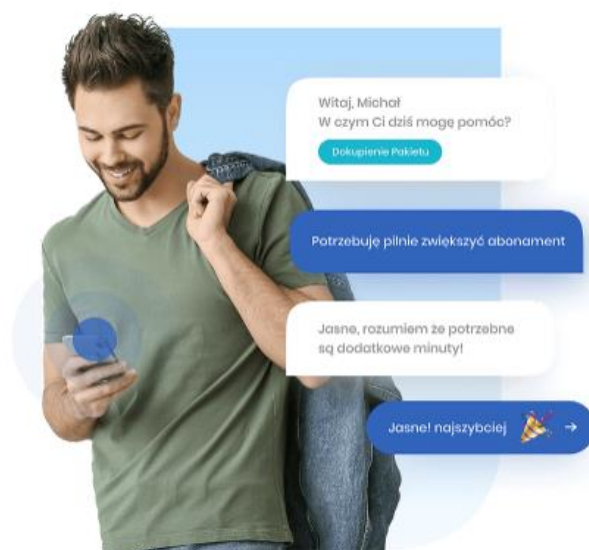 Witaj, Michał
W czym Ci dziś mogę pomóc?
Dokupienie Pakietu
Potrzebuję pilnie zwiększyć abonament
Jasne, rozumiem że potrzebne
są dodatkowe minuty!
Jasne! najszybciej